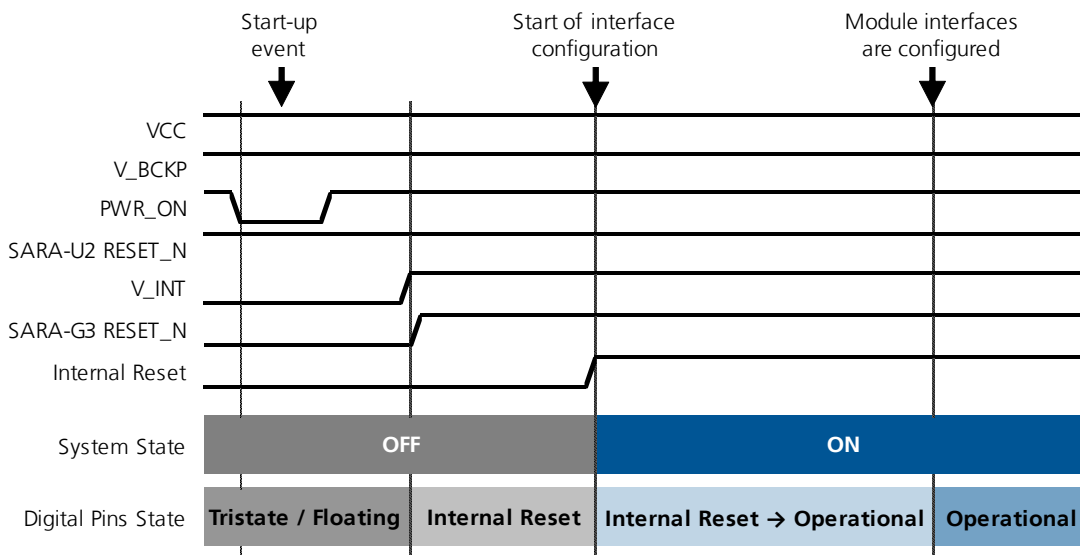 Start-up
event
Start of interface
configuration
Module interfaces
are configured
VCC
V_BCKP
PWR_ON
SARA-U2 RESET_N
V_INT
SARA-G3 RESET_N
Internal Reset
System State
OFF
ON
Digital Pins State
Tristate / Floating
Internal Reset
Internal Reset → Operational
Operational